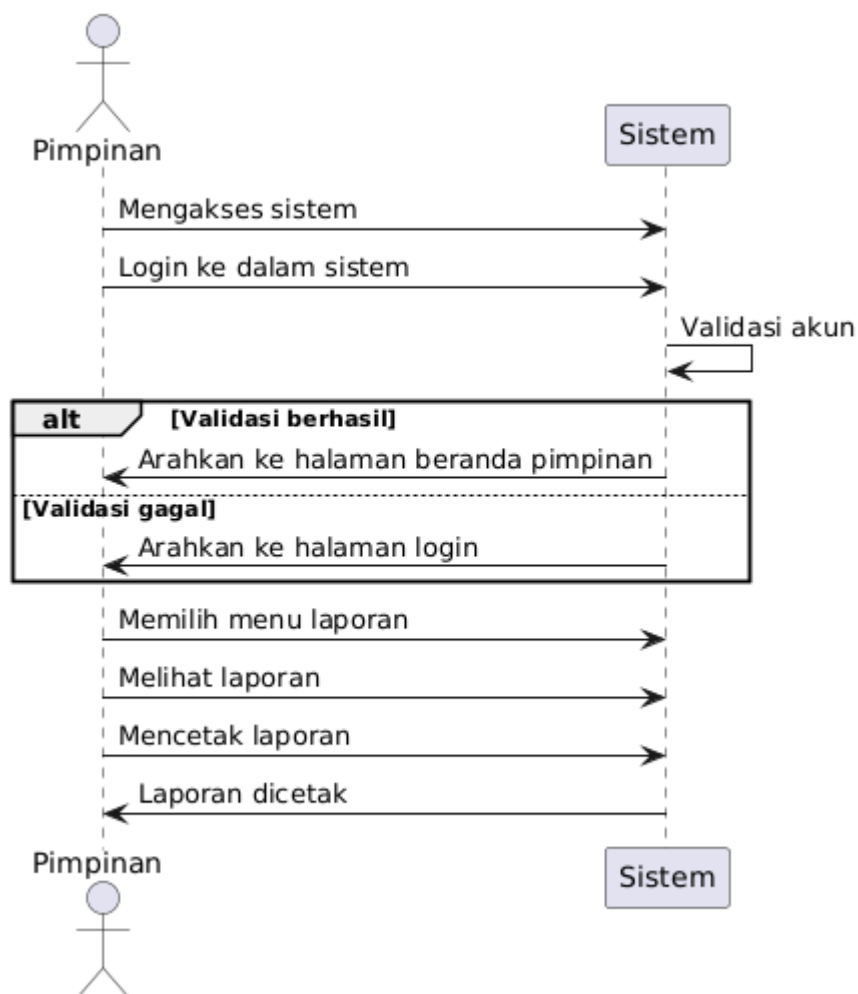 Pimpinan
Sistem
Mengakses sistem
Login ke dalam sistem
Validasi akun
alt [Validasi berhasil]
Arahkan ke halaman beranda pimpinan
[Validasi gagal]
Arahkan ke halaman login
Memilih menu laporan
Melihat laporan
Mencetak laporan
Laporan dicetak
Pimpinan
Sistem